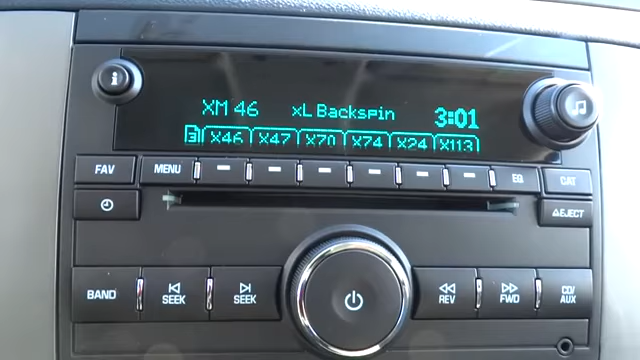 XM 46 xL Backspin 3:01
3 X46 X47 X70 X74 X24 X113
FAV MENU EQ CAT
EJECT
BAND SEEK SEEK REV FWD CD/AUX